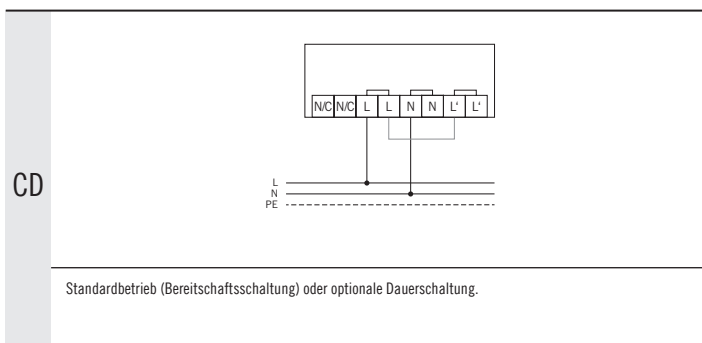 N/C N/C L L N N L‘ L‘
CD
L
N
PE
Standardbetrieb (Bereitschaftsschaltung) oder optionale Dauerschaltung.